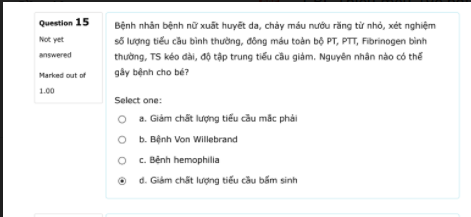 Question 15
Not yet
answered
Marked out of
1.00
Bệnh nhân bệnh nữ xuất huyết da, chảy máu nướu răng từ nhỏ, xét nghiệm
số lượng tiểu cầu bình thường, đông máu toàn bộ PT, PTT, Fibrinogen bình
thường, TS kéo dài, độ tập trung tiểu cầu giảm. Nguyên nhân nào có thể
gây bệnh cho bé?
Select one:
a. Giảm chất lượng tiểu cầu mắc phải
b. Bệnh Von Willebrand
c. Bệnh hemophilia
d. Giảm chất lượng tiểu cầu bẩm sinh